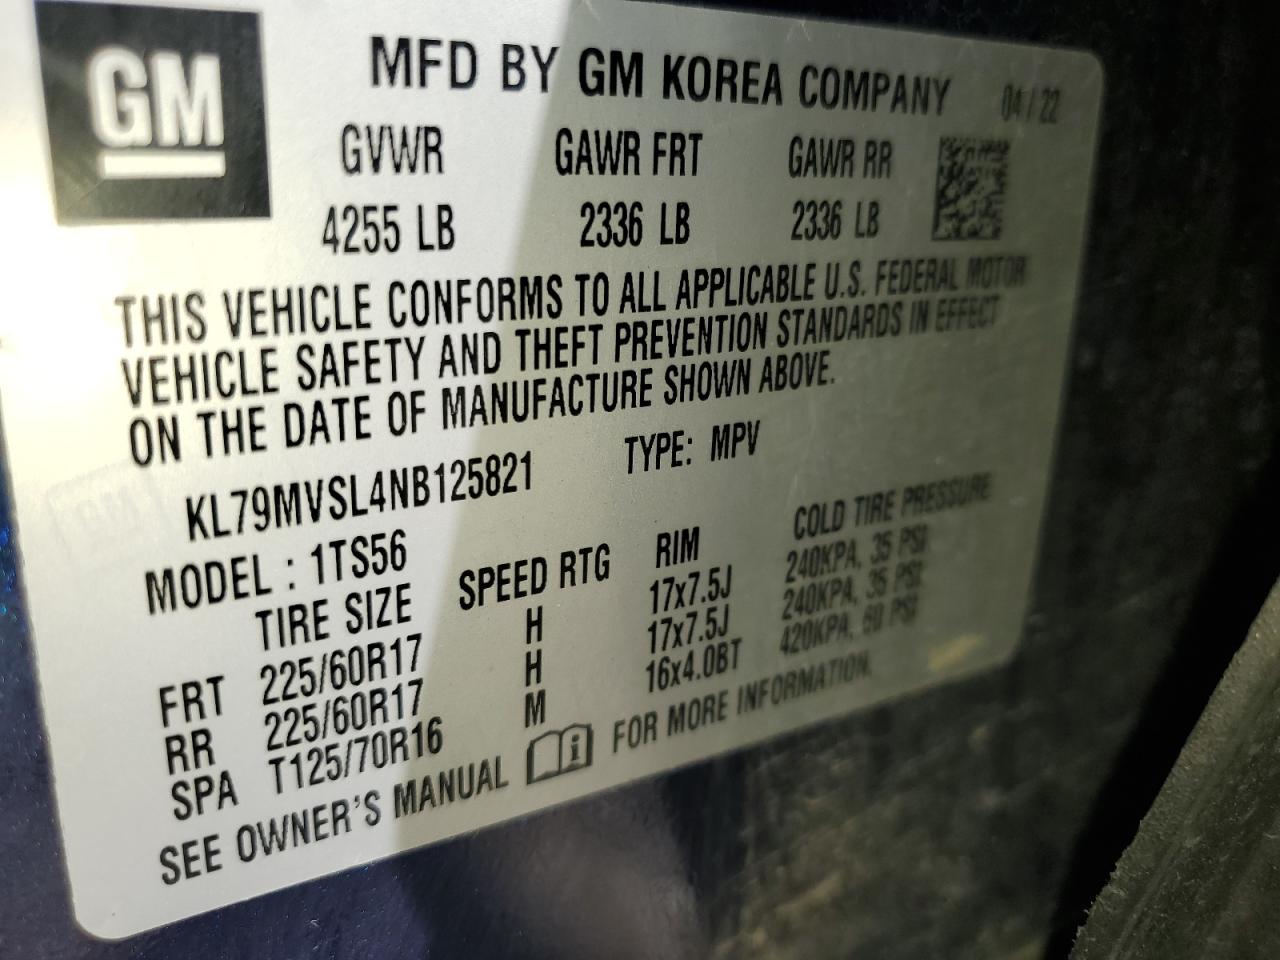 GM
MFD BY GM KOREA COMPANY 04/22
GVWR GAWR FRT GAWR RR
4255 LB 2336 LB 2336 LB
THIS VEHICLE CONFORMS TO ALL APPLICABLE U.S. FEDERAL MOTOR
VEHICLE SAFETY AND THEFT PREVENTION STANDARDS IN EFFECT
ON THE DATE OF MANUFACTURE SHOWN ABOVE.
KL79MVSL4NB125821 TYPE: MPV
MODEL : 1TS56
TIRE SIZE SPEED RTG RIM COLD TIRE PRESSURE
FRT 225/60R17 H 17x7.5J 240KPA, 35 PSI
RR 225/60R17 H 17x7.5J 240KPA, 35 PSI
SPA T125/70R16 M 16x4.0BT 420KPA, 60 PSI
SEE OWNER'S MANUAL FOR MORE INFORMATION.